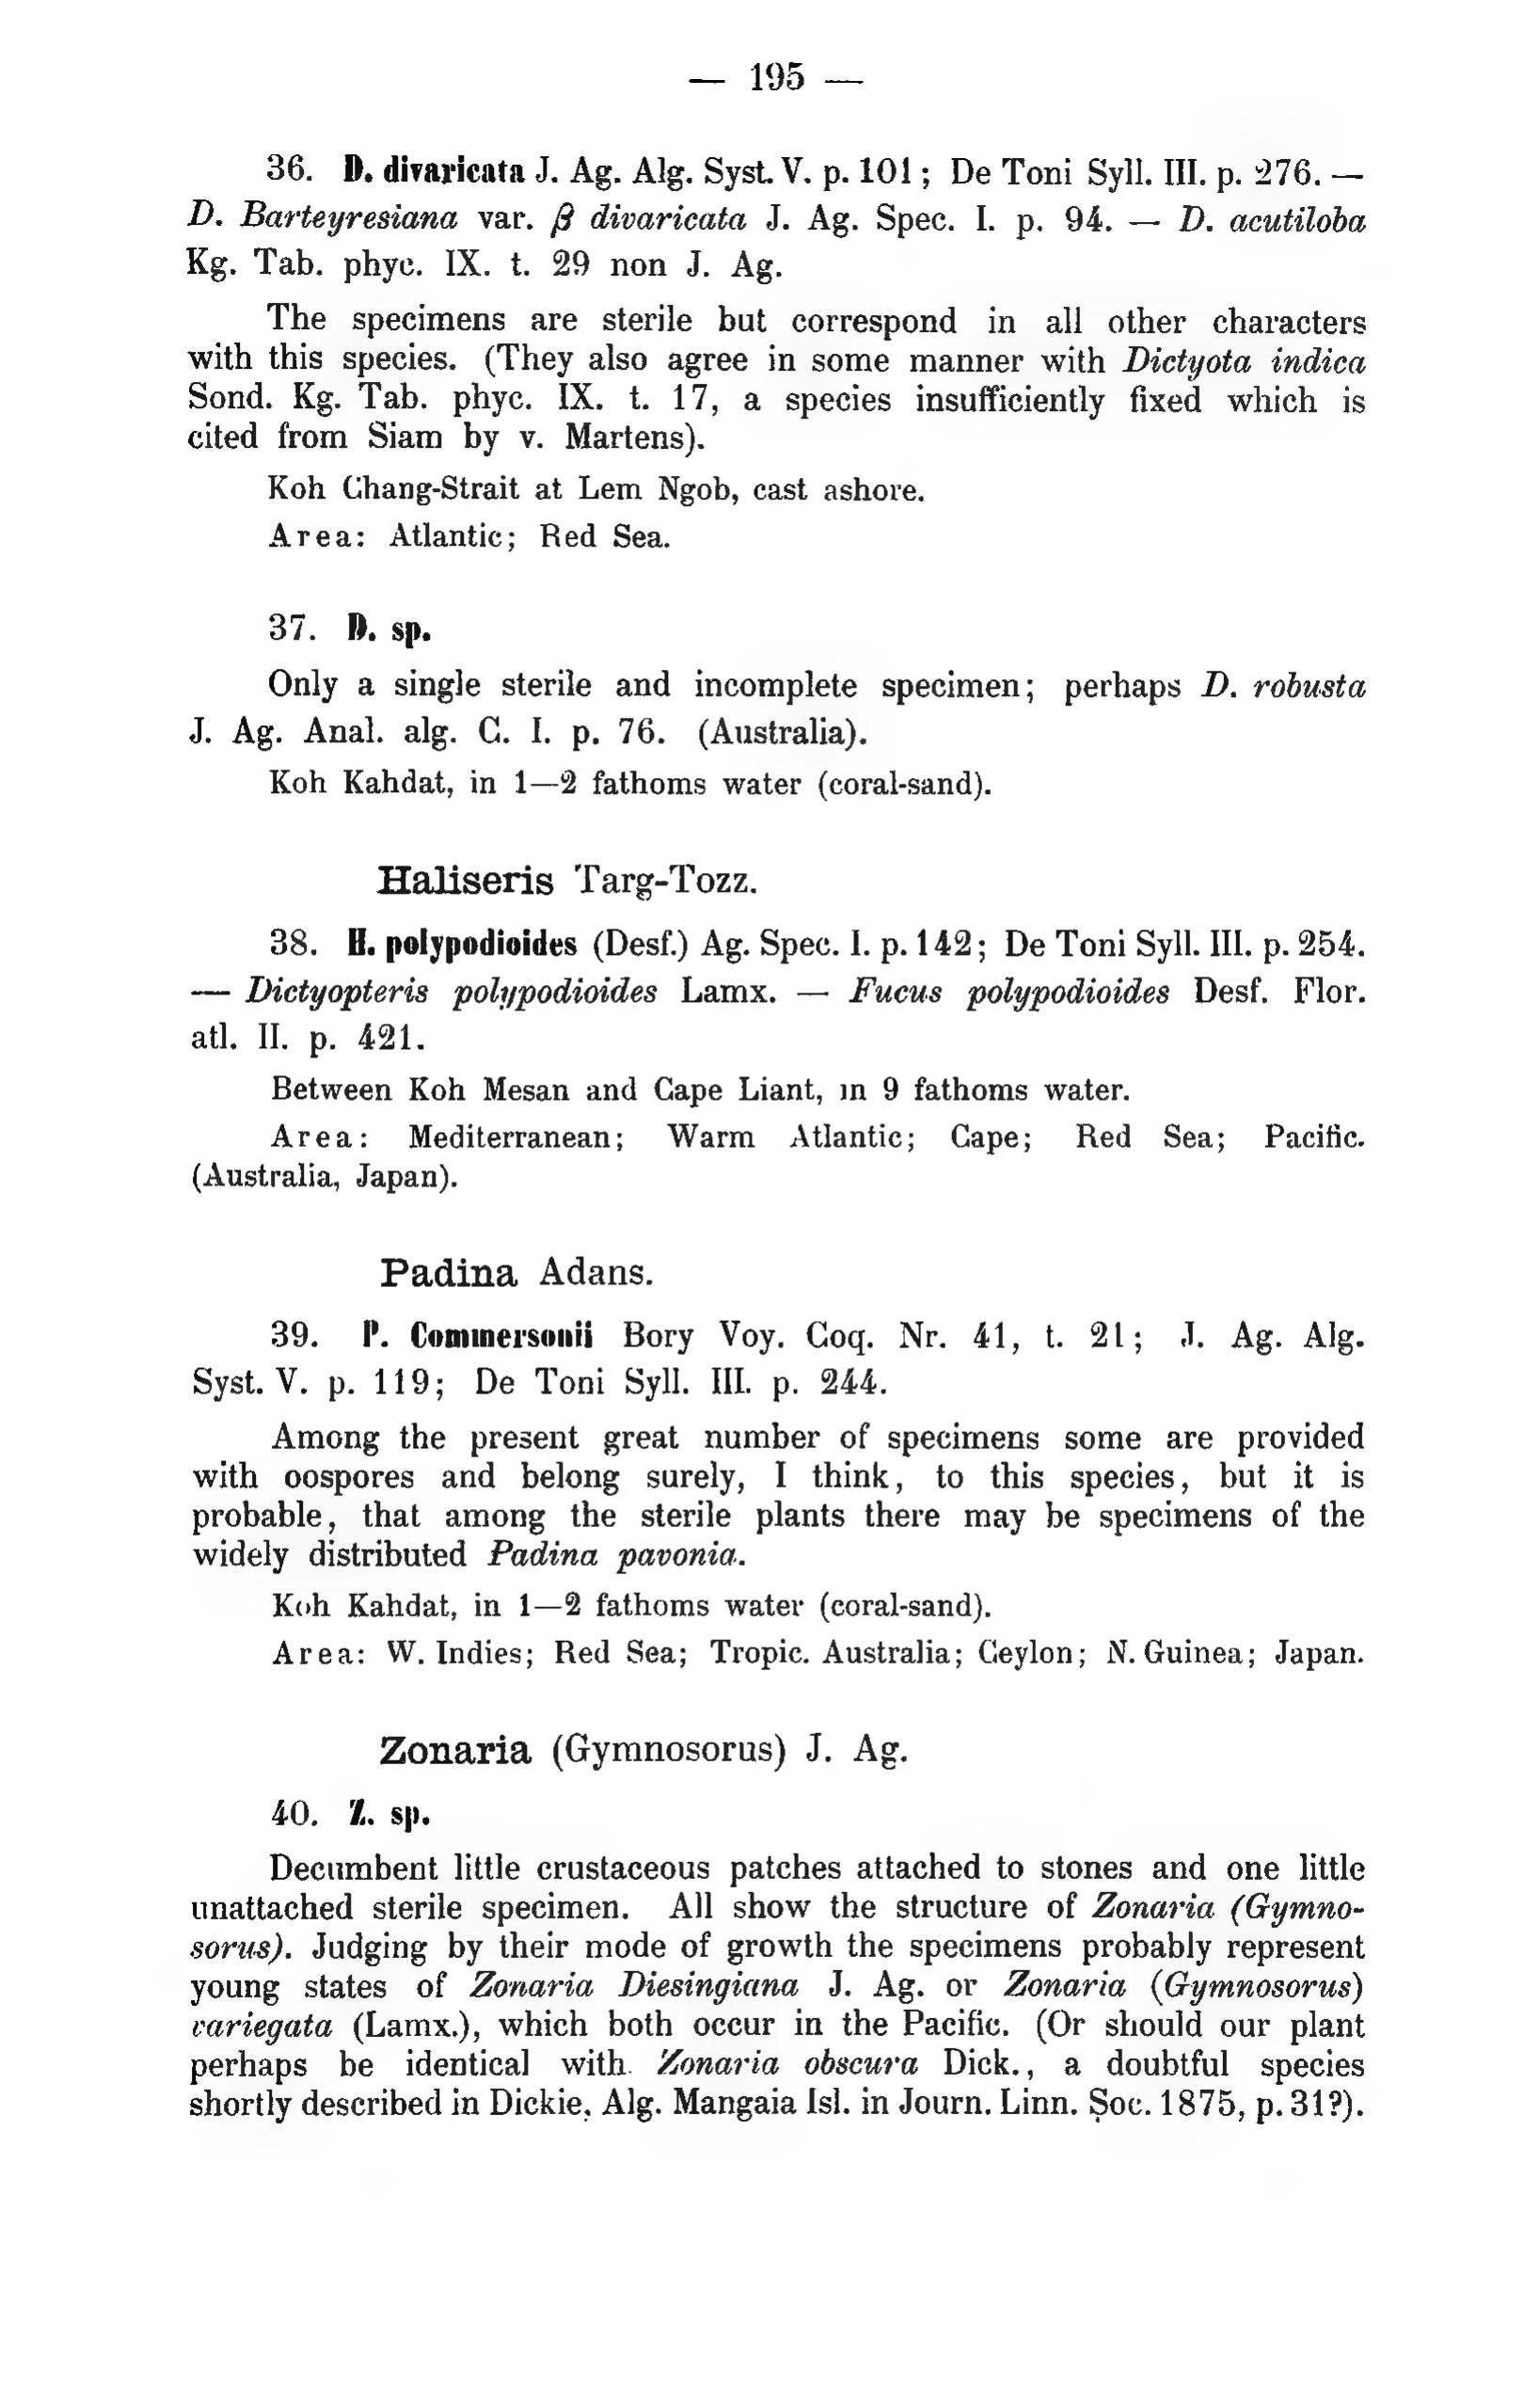 — 195 —
36. D. divaricata J. Ag. Alg. Syst. V. p. 101; De Toni Syll. III. p. 276. —
D. Barteyresiana var. β divaricata J. Ag. Spec. I. p. 94. — D. acutiloba
Kg. Tab. phyc. IX. t. 29 non J. Ag.
The specimens are sterile but correspond in all other characters
with this species. (They also agree in some manner with Dictyota indica
Sond. Kg. Tab. phyc. IX. t. 17, a species insufficiently fixed which is
cited from Siam by v. Martens).
Koh Chang-Strait at Lem Ngob, cast ashore.
Area: Atlantic; Red Sea.
37. D. sp.
Only a single sterile and incomplete specimen; perhaps D. robusta
J. Ag. Anal. alg. C. I. p. 76. (Australia).
Koh Kahdat, in 1—2 fathoms water (coral-sand).
Haliseris Targ-Tozz.
38. H. polypodioides (Desf.) Ag. Spec. I. p. 142; De Toni Syll. III. p. 254.
— Dictyopteris polypodioides Lamx. — Fucus polypodioides Desf. Flor.
atl. II. p. 421.
Between Koh Mesan and Cape Liant, in 9 fathoms water.
Area: Mediterranean; Warm Atlantic; Cape; Red Sea; Pacific.
(Australia, Japan).
Padina Adans.
39. P. Commersonii Bory Voy. Coq. Nr. 41, t. 21; J. Ag. Alg.
Syst. V. p. 119; De Toni Syll. III. p. 244.
Among the present great number of specimens some are provided
with oospores and belong surely, I think, to this species, but it is
probable, that among the sterile plants there may be specimens of the
widely distributed Padina pavonia.
Koh Kahdat, in 1—2 fathoms water (coral-sand).
Area: W. Indies; Red Sea; Tropic. Australia; Ceylon; N. Guinea; Japan.
Zonaria (Gymnosorus) J. Ag.
40. Z. sp.
Decumbent little crustaceous patches attached to stones and one little
unattached sterile specimen. All show the structure of Zonaria (Gymno-
sorus). Judging by their mode of growth the specimens probably represent
young states of Zonaria Diesingiana J. Ag. or Zonaria (Gymnosorus)
variegata (Lamx.), which both occur in the Pacific. (Or should our plant
perhaps be identical with Zonaria obscura Dick., a doubtful species
shortly described in Dickie, Alg. Mangaia Isl. in Journ. Linn. Soc. 1875, p. 31?).